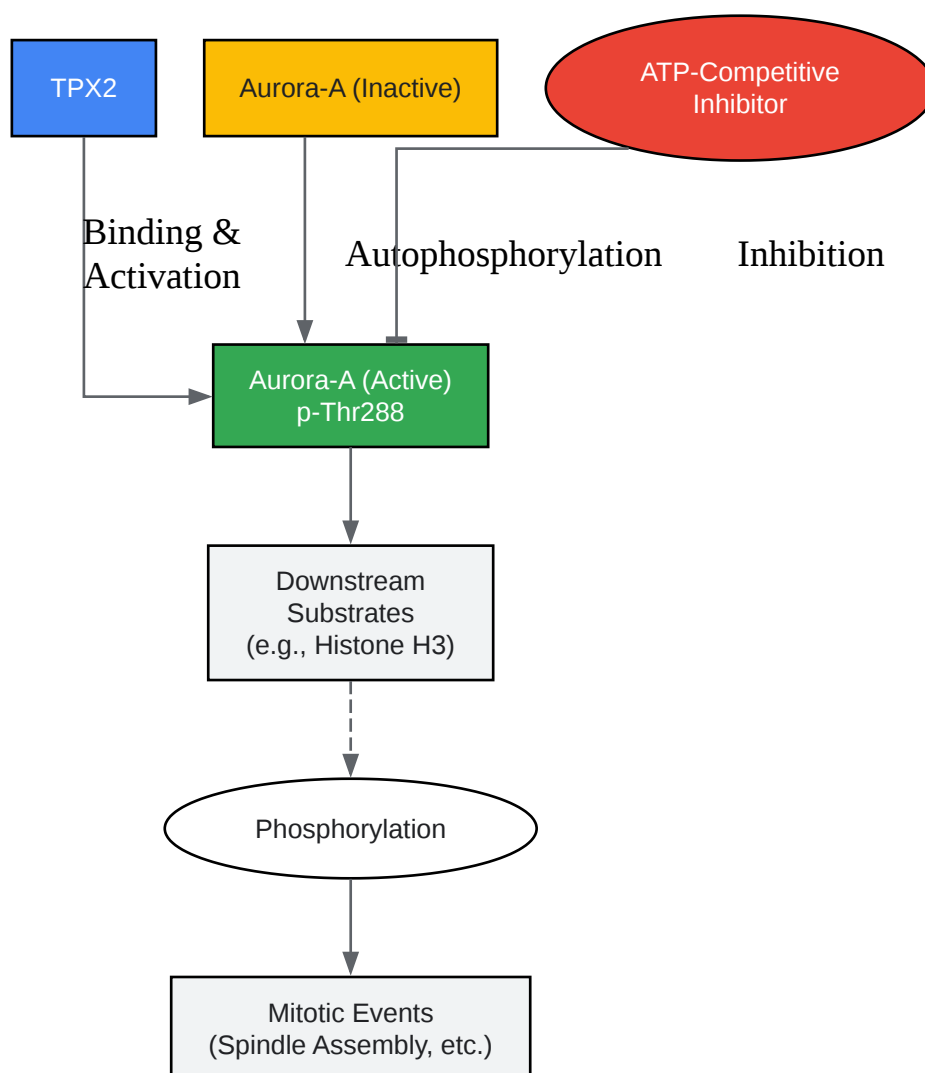 TPX2
Aurora-A (Inactive)
ATP-Competitive
Inhibitor
Binding &
Activation
Autophosphorylation
Inhibition
Aurora-A (Active)
p-Thr288
Downstream
Substrates
(e.g., Histone H3)
Phosphorylation
Mitotic Events
(Spindle Assembly, etc.)